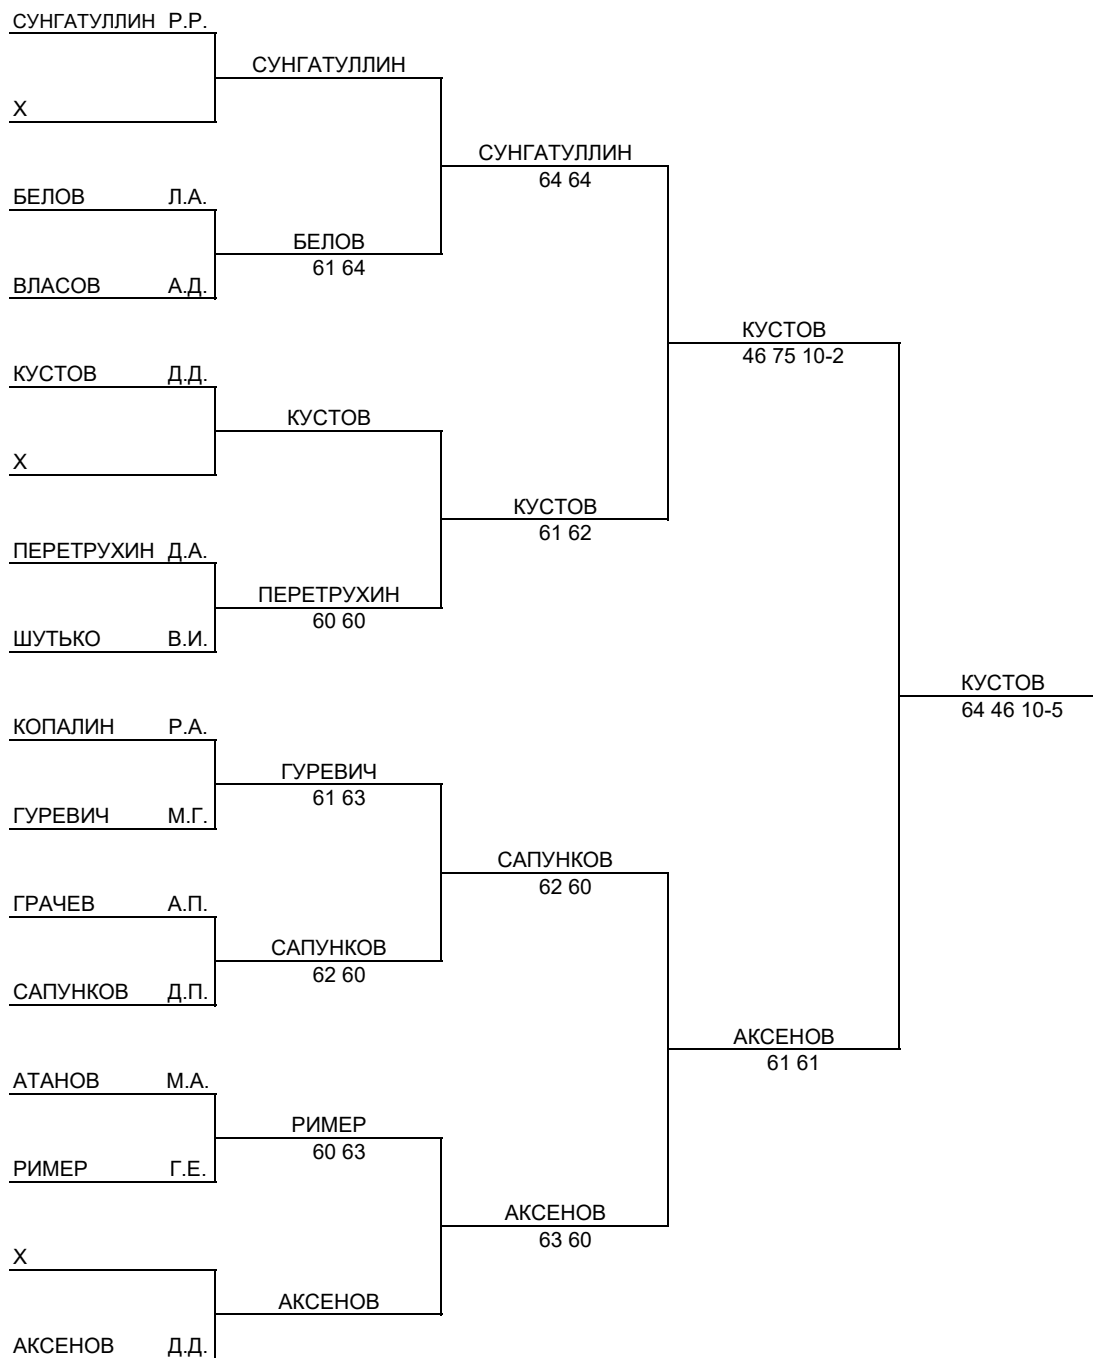 СУНГАТУЛЛИН Р.Р.
СУНГАТУЛЛИН
X
СУНГАТУЛЛИН
64 64
БЕЛОВ Л.А.
БЕЛОВ
61 64
ВЛАСОВ А.Д.
КУСТОВ
46 75 10-2
КУСТОВ Д.Д.
КУСТОВ
X
КУСТОВ
61 62
ПЕРЕТРУХИН Д.А.
ПЕРЕТРУХИН
60 60
ШУТЬКО В.И.
КУСТОВ
64 46 10-5
КОПАЛИН Р.А.
ГУРЕВИЧ
61 63
ГУРЕВИЧ М.Г.
САПУНКОВ
62 60
ГРАЧЕВ А.П.
САПУНКОВ
62 60
САПУНКОВ Д.П.
АКСЕНОВ
61 61
АТАНОВ М.А.
РИМЕР
60 63
РИМЕР Г.Е.
АКСЕНОВ
63 60
X
АКСЕНОВ
АКСЕНОВ Д.Д.